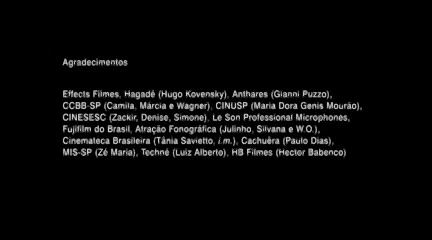 Agradecimentos
Effects Filmes, Hagadê (Hugo Kovensky), Anthares (Gianni Puzzo),
CCBB-SP (Camila, Márcia e Wagner), CINUSP (Maria Dora Genis Mourão),
CINESESC (Zackir, Denise, Simone), Le Son Professional Microphones,
Fujifilm do Brasil, Atração Fonográfica (Julinho, Silvana e W.O.),
Cinemateca Brasileira (Tânia Savietto, i.m.), Cachuêra (Paulo Dias),
MIS-SP (Zé Maria), Techné (Luiz Alberto), HB Filmes (Hector Babenco)